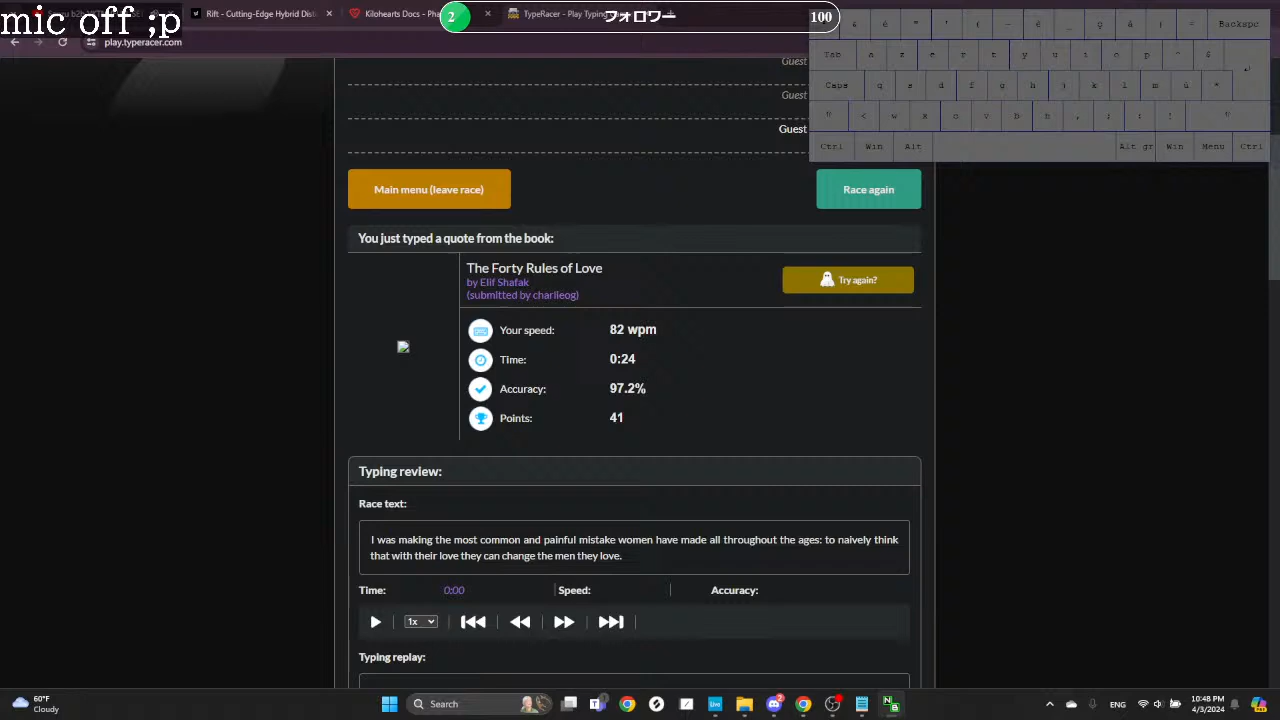 mic off ;p
Rift - Cutting-Edge Hybrid Dist
Kilohearts Docs - Ph
TypeRacer - Play Typing
2 フォロワー 100
play.typeracer.com
Backspc
Tab a z e r t y u i o p
Caps q s d f g h j k l m ù *
< w x c v b n , ; : !
Ctrl Win Alt Alt gr Win Menu Ctrl
Guest
Guest
Guest
Main menu (leave race)
Race again
You just typed a quote from the book:
The Forty Rules of Love
by Elif Shafak
(submitted by charlieog)
Try again?
Your speed: 82 wpm
Time: 0:24
Accuracy: 97.2%
Points: 41
Typing review:
Race text:
I was making the most common and painful mistake women have made all throughout the ages: to naively think
that with their love they can change the men they love.
Time: 0:00 Speed: Accuracy:
1x
Typing replay:
60°F
Cloudy
Search
ENG
10:48 PM
4/3/2024